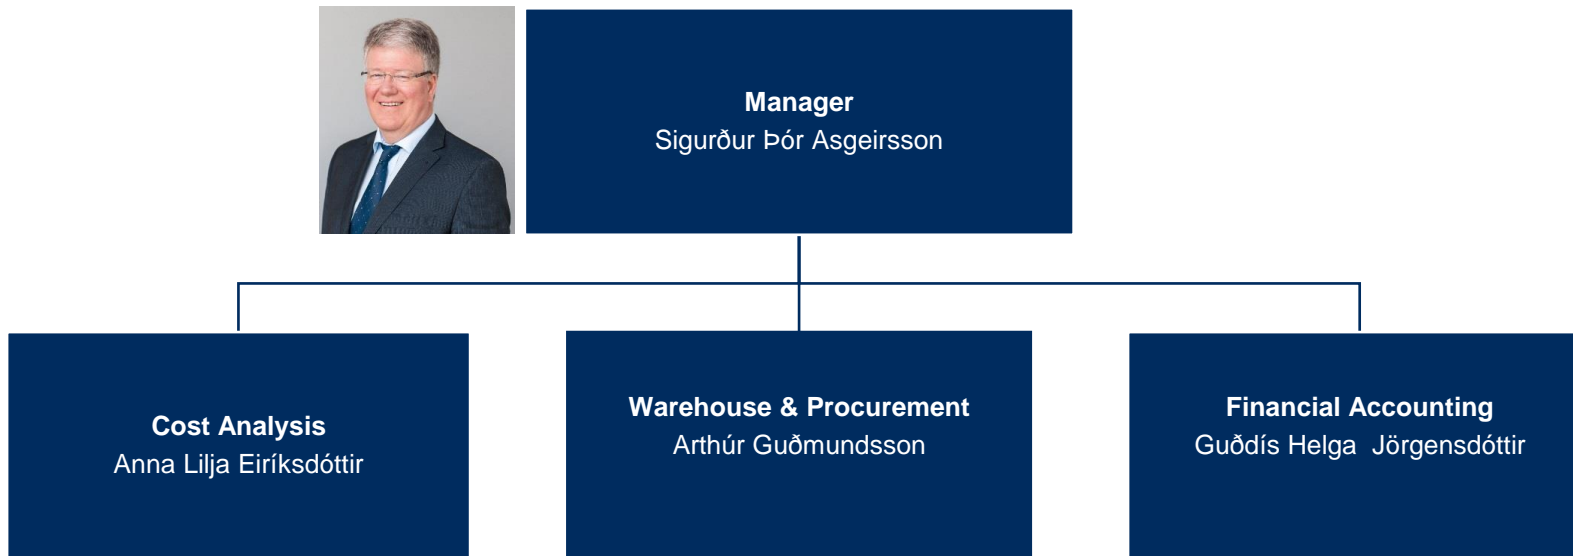 Manager
Sigurður Þór Asgeirsson
Cost Analysis
Anna Lilja Eiríksdóttir
Warehouse & Procurement
Arthúr Guðmundsson
Financial Accounting
Guðdís Helga  Jörgensdóttir